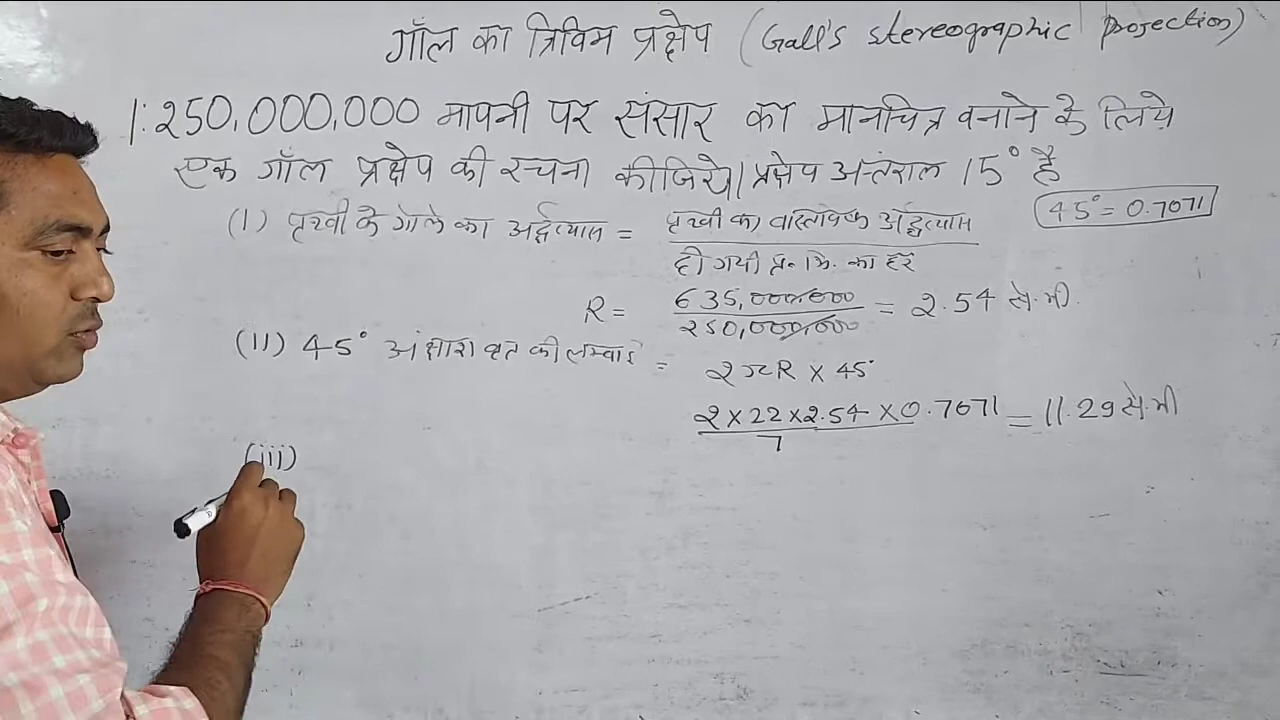 गॉल का त्रिविम प्रक्षेप (Gall's stereographic projection)
1:250,000,000 मापनी पर संसार का मानचित्र बनाने के लिये
एक गॉल प्रक्षेप की रचना कीजिये। प्रक्षेप अन्तराल 15° है
45° = 0.7071
(I) पृथ्वी के गोले का अर्द्धव्यास = पृथ्वी का वास्तविक अर्द्धव्यास
दी गयी प्र. भि. का हर
R = 635,000,000 / 250,000,000 = 2.54 से.मी.
(II) 45° अक्षांश वृत की लम्बाई = 2πR × 45°
2 × 22 × 2.54 × 0.7071 / 7 = 11.29 से.मी
(iii)